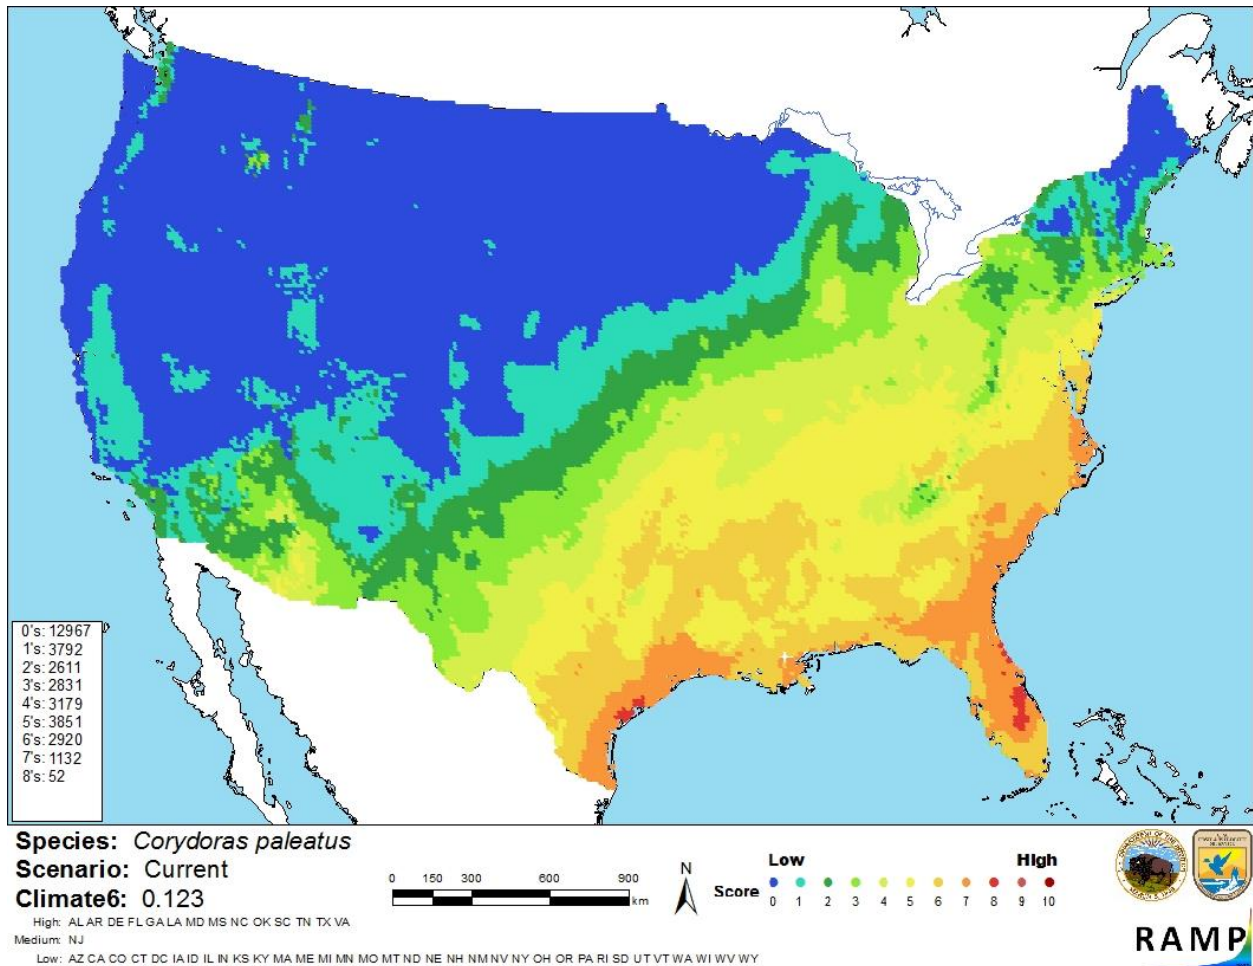 0's: 12967
1's: 3792
2's: 2611
3's: 2831
4's: 3179
5's: 3851
6's: 2920
7's: 1132
8's: 52
Species: Corydoras paleatus
Scenario: Current
Climate6: 0.123
High: AL AR DE FL GA LA MD MS NC OK SC TN TX VA
Medium: NJ
Low: AZ CA CO CT DC IA ID IL IN KS KY MA ME MI MN MO MT ND NE NH NM NV NY OH OR PA RI SD UT VT WA WI WV WY
0 150 300 600 900
km
N
Low High
Score
0 1 2 3 4 5 6 7 8 9 10
RAMP